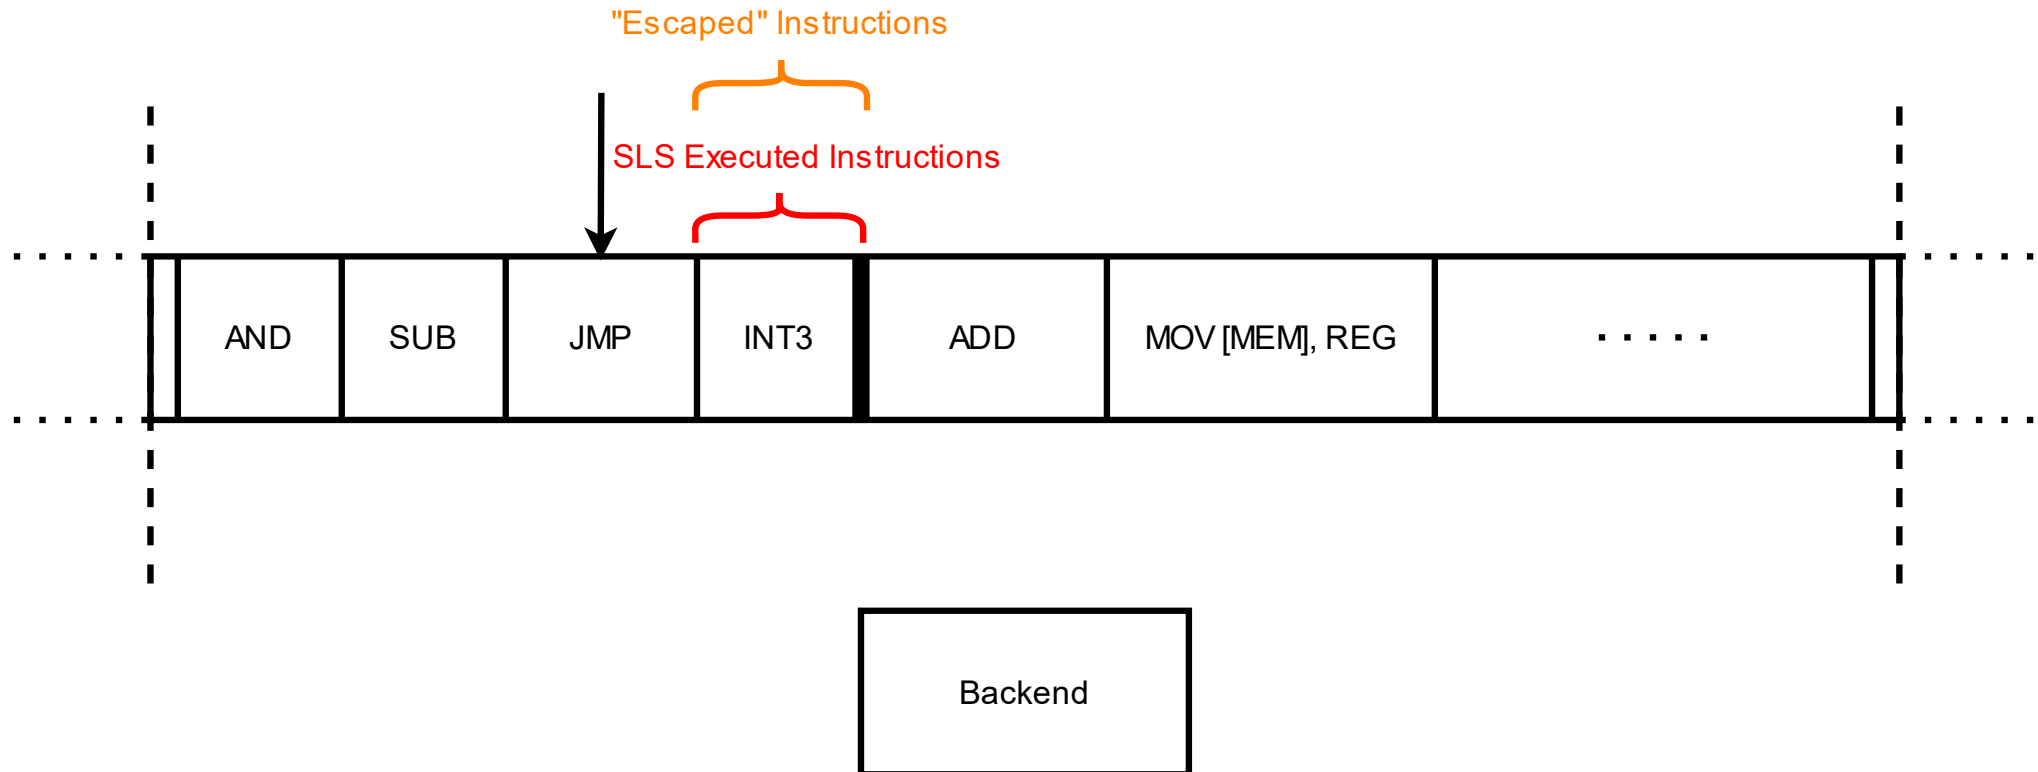 "Escaped" Instructions
SLS Executed Instructions
AND SUB JMP INT3 ADD MOV [MEM], REG . . . . .
Backend